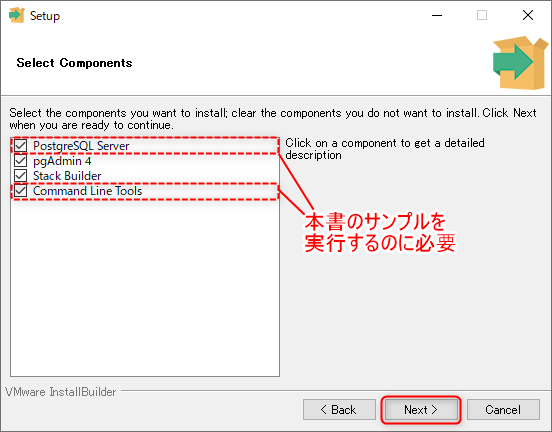 Setup
Select Components
Select the components you want to install; clear the components you do not want to install. Click Next
when you are ready to continue.
PostgreSQL Server
pgAdmin 4
Stack Builder
Command Line Tools
Click on a component to get a detailed
description
本書のサンプルを
実行するのに必要
VMware InstallBuilder
< Back
Next >
Cancel